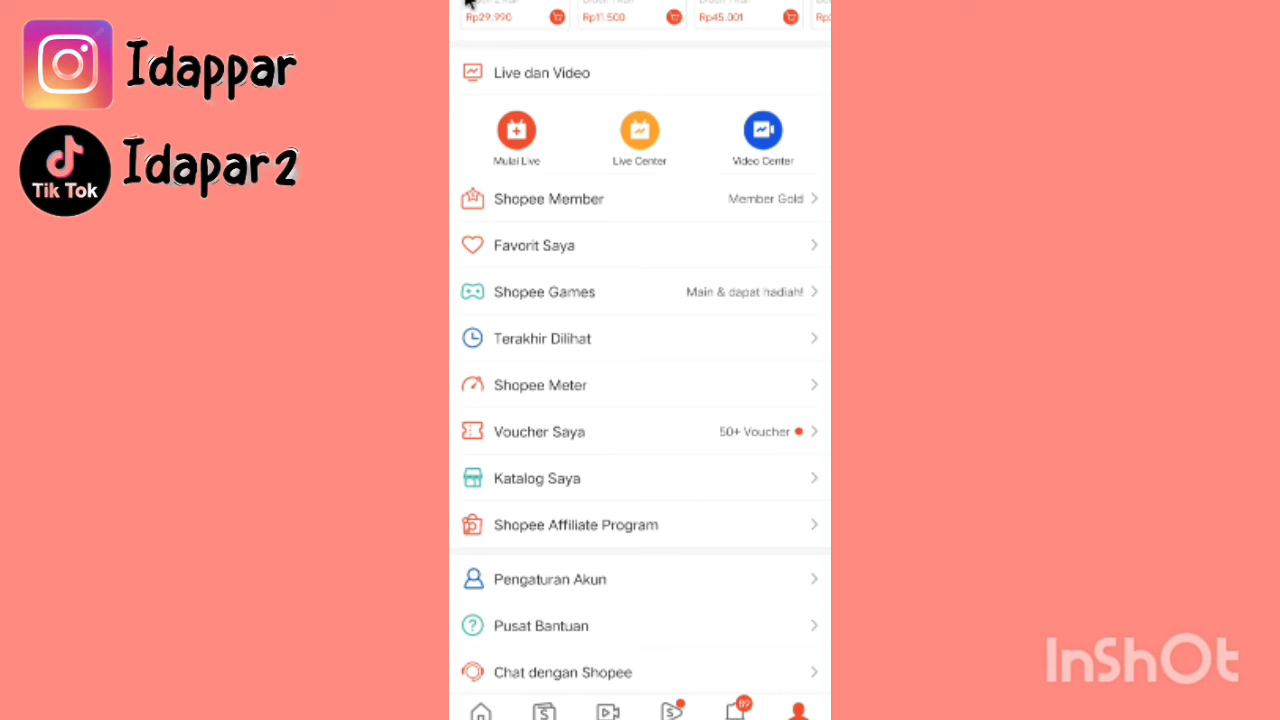 Idappar
TikTok
Idapar2
Rp29.990
Rp11.500
Rp45.001
Live dan Video
Mulai Live
Live Center
Video Center
Shopee Member
Member Gold
Favorit Saya
Shopee Games
Main & dapat hadiah!
Terakhir Dilihat
Shopee Meter
Voucher Saya
50+ Voucher
Katalog Saya
Shopee Affiliate Program
Pengaturan Akun
Pusat Bantuan
Chat dengan Shopee
89
InShOt